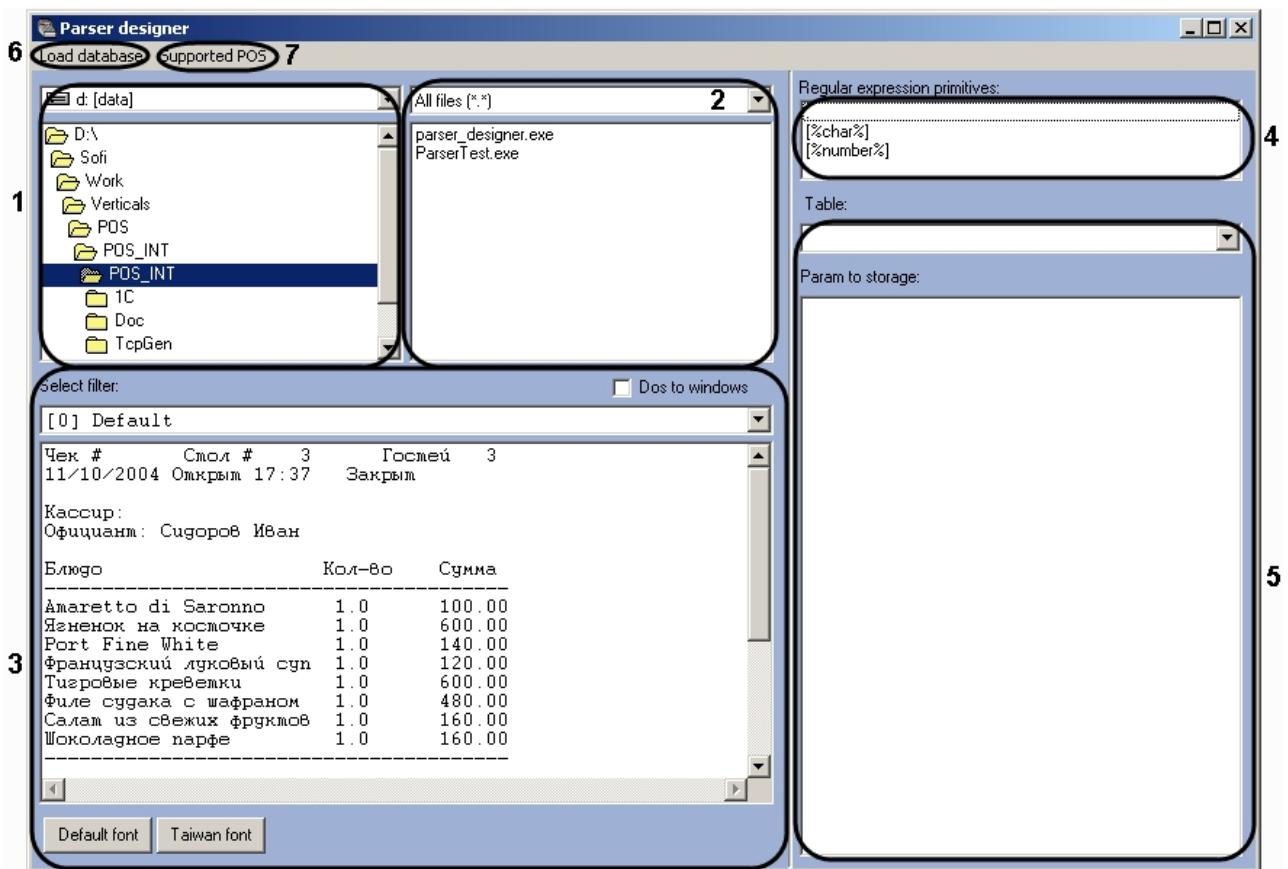 Parser designer
6 Load database Supported POS 7
d: [data]
D:\
Sofi
Work
Verticals
POS
POS_INT
POS_INT
1C
Doc
TcpGen
1
All files (*.*) 2
parser_designer.exe
ParserTest.exe
Regular expression primitives:
[%char%]
[%number%]
4
Table:
Param to storage:
5
Select filter:
Dos to windows
[0] Default
Чек # Стол # 3 Гостей 3
11/10/2004 Открыт 17:37 Закрыт
Кассир:
Официант: Сидоров Иван
Блюдо Кол-во Сумма
----------------------------------------
Amaretto di Saronno 1.0 100.00
Ягненок на косточке 1.0 600.00
Port Fine White 1.0 140.00
Французский луковый суп 1.0 120.00
Тигровые креветки 1.0 600.00
Филе судака с шафраном 1.0 480.00
Салат из свежих фруктов 1.0 160.00
Шоколадное парфе 1.0 160.00
----------------------------------------
3
Default font Taiwan font